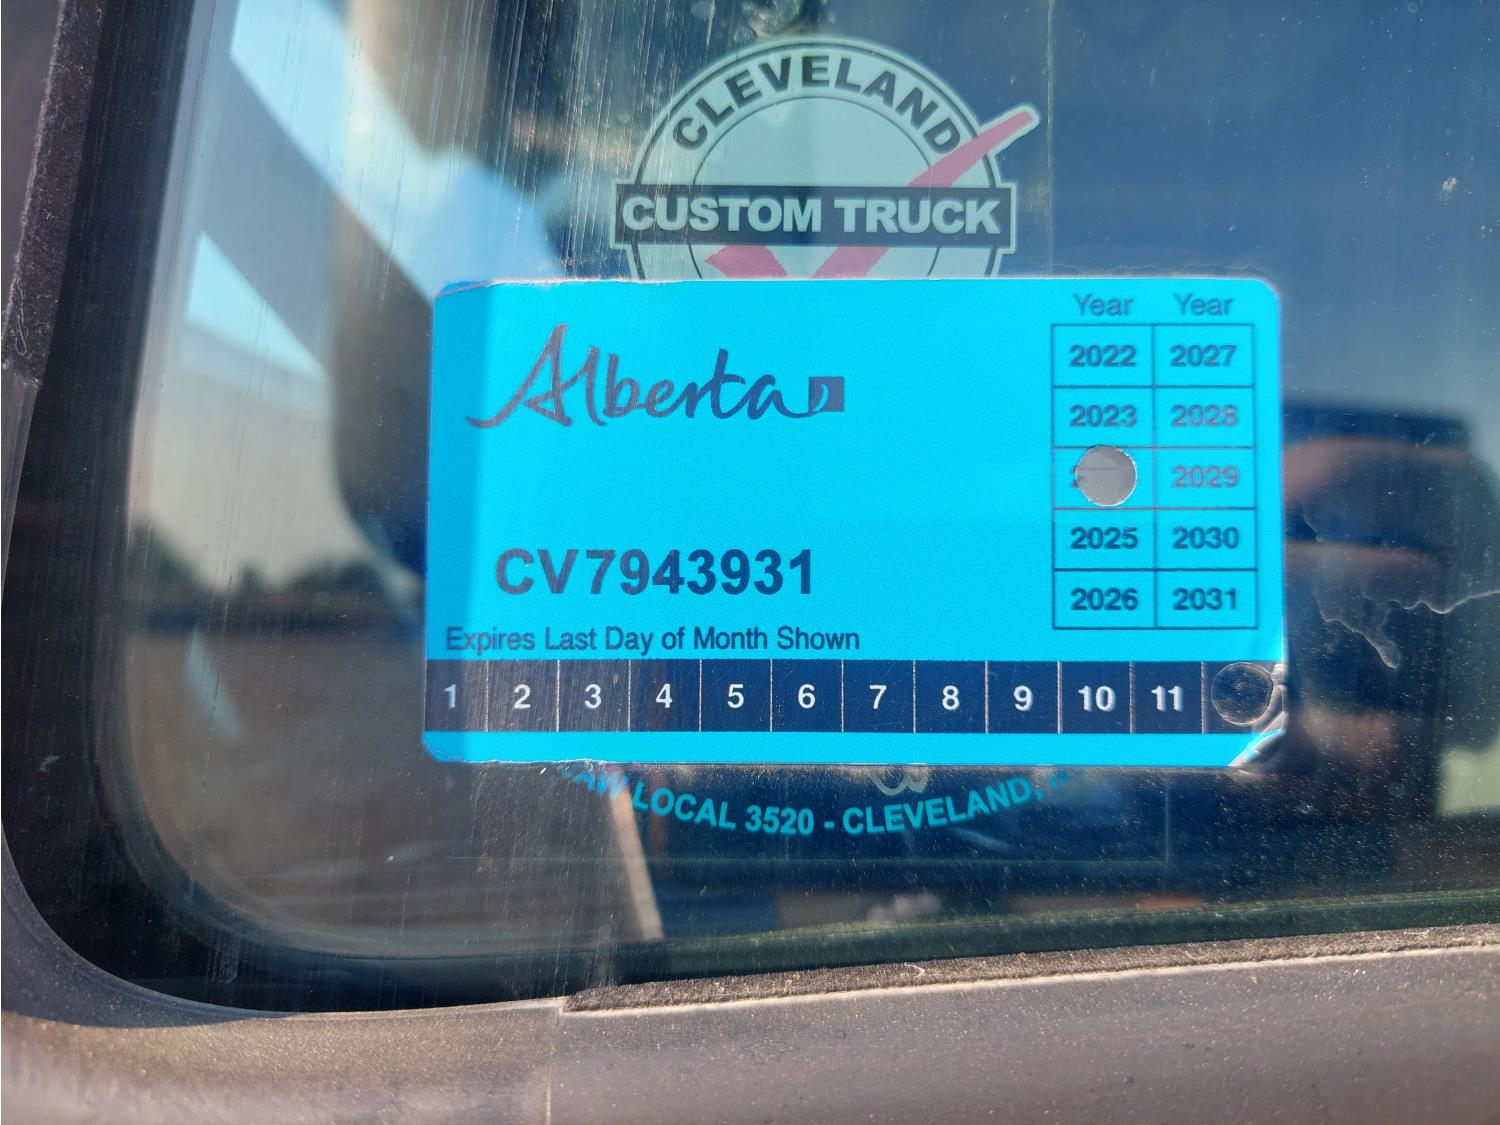 CLEVELAND
CUSTOM TRUCK
Alberta
Year Year
2022 2027
2023 2028
2029
2025 2030
2026 2031
CV7943931
Expires Last Day of Month Shown
1 2 3 4 5 6 7 8 9 10 11
LOCAL 3520 - CLEVELAND,